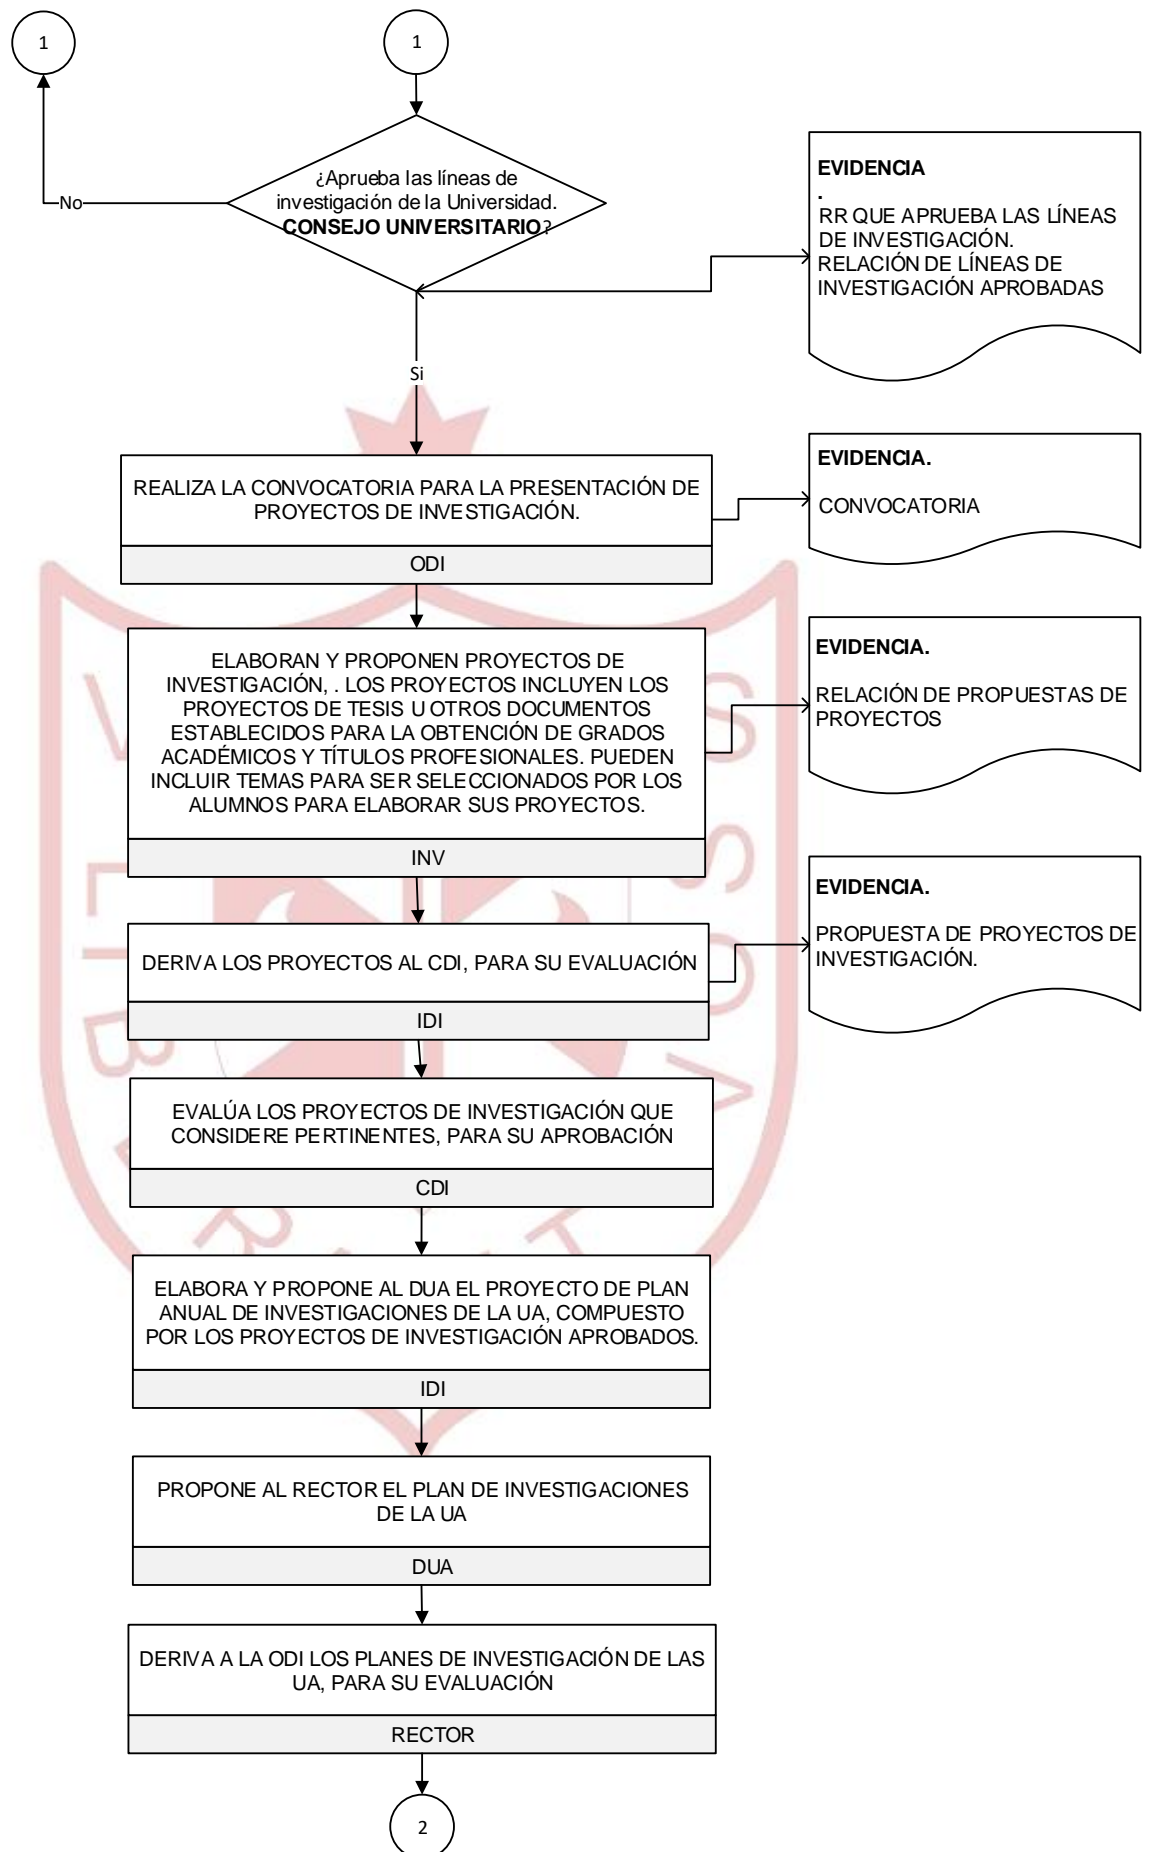 1
1
¿Aprueba las líneas de
investigación de la Universidad.
CONSEJO UNIVERSITARIO?
No
EVIDENCIA
.
RR QUE APRUEBA LAS LÍNEAS
DE INVESTIGACIÓN.
RELACIÓN DE LÍNEAS DE
INVESTIGACIÓN APROBADAS
Si
REALIZA LA CONVOCATORIA PARA LA PRESENTACIÓN DE
PROYECTOS DE INVESTIGACIÓN.
ODI
EVIDENCIA.
CONVOCATORIA
ELABORAN Y PROPONEN PROYECTOS DE
INVESTIGACIÓN, . LOS PROYECTOS INCLUYEN LOS
PROYECTOS DE TESIS U OTROS DOCUMENTOS
ESTABLECIDOS PARA LA OBTENCIÓN DE GRADOS
ACADÉMICOS Y TÍTULOS PROFESIONALES. PUEDEN
INCLUIR TEMAS PARA SER SELECCIONADOS POR LOS
ALUMNOS PARA ELABORAR SUS PROYECTOS.
INV
EVIDENCIA.
RELACIÓN DE PROPUESTAS DE
PROYECTOS
DERIVA LOS PROYECTOS AL CDI, PARA SU EVALUACIÓN
IDI
EVIDENCIA.
PROPUESTA DE PROYECTOS DE
INVESTIGACIÓN.
EVALÚA LOS PROYECTOS DE INVESTIGACIÓN QUE
CONSIDERE PERTINENTES, PARA SU APROBACIÓN
CDI
ELABORA Y PROPONE AL DUA EL PROYECTO DE PLAN
ANUAL DE INVESTIGACIONES DE LA UA, COMPUESTO
POR LOS PROYECTOS DE INVESTIGACIÓN APROBADOS.
IDI
PROPONE AL RECTOR EL PLAN DE INVESTIGACIONES
DE LA UA
DUA
DERIVA A LA ODI LOS PLANES DE INVESTIGACIÓN DE LAS
UA, PARA SU EVALUACIÓN
RECTOR
2